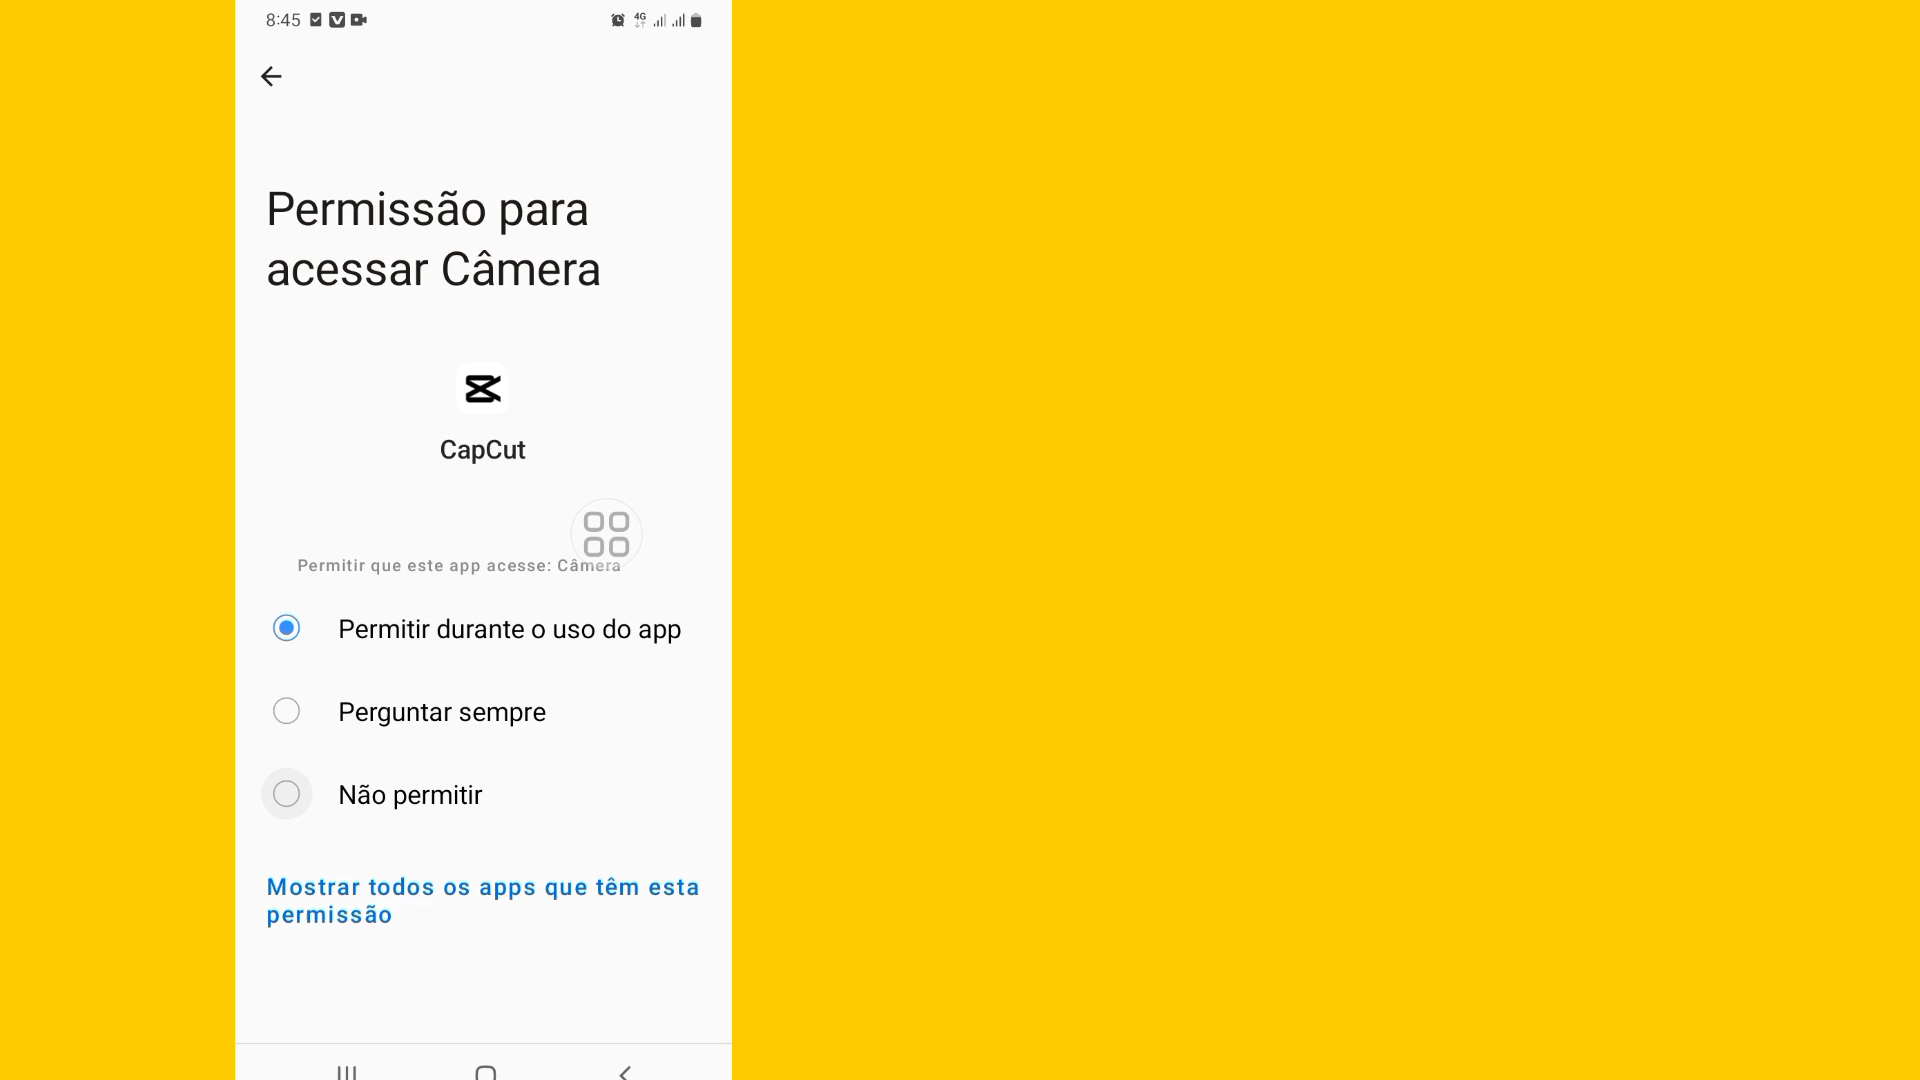 8:45
4G
Permissão para
acessar Câmera
CapCut
Permitir que este app acesse: Câmera
Permitir durante o uso do app
Perguntar sempre
Não permitir
Mostrar todos os apps que têm esta
permissão